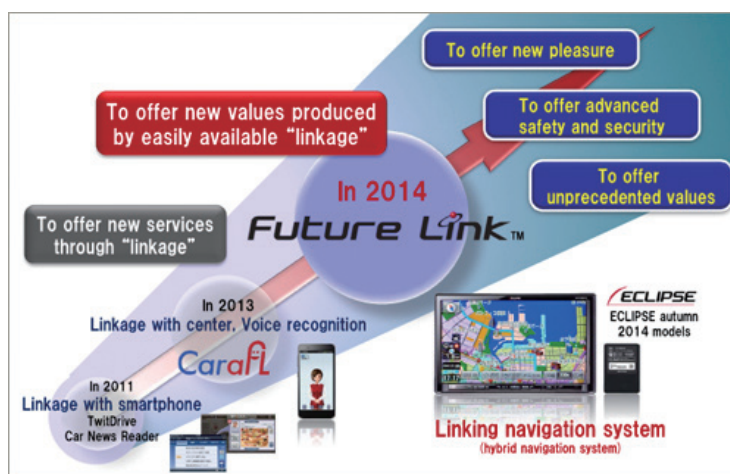 To offer new pleasure
To offer new values produced
by easily available “linkage”
To offer advanced
safety and security
To offer
unprecedented values
In 2014
Future Link™
To offer new services
through “linkage”
In 2013
Linkage with center. Voice recognition
CarafL
In 2011
Linkage with smartphone
TwitDrive
Car News Reader
ECLIPSE
ECLIPSE autumn
2014 models
Linking navigation system
(hybrid navigation system)